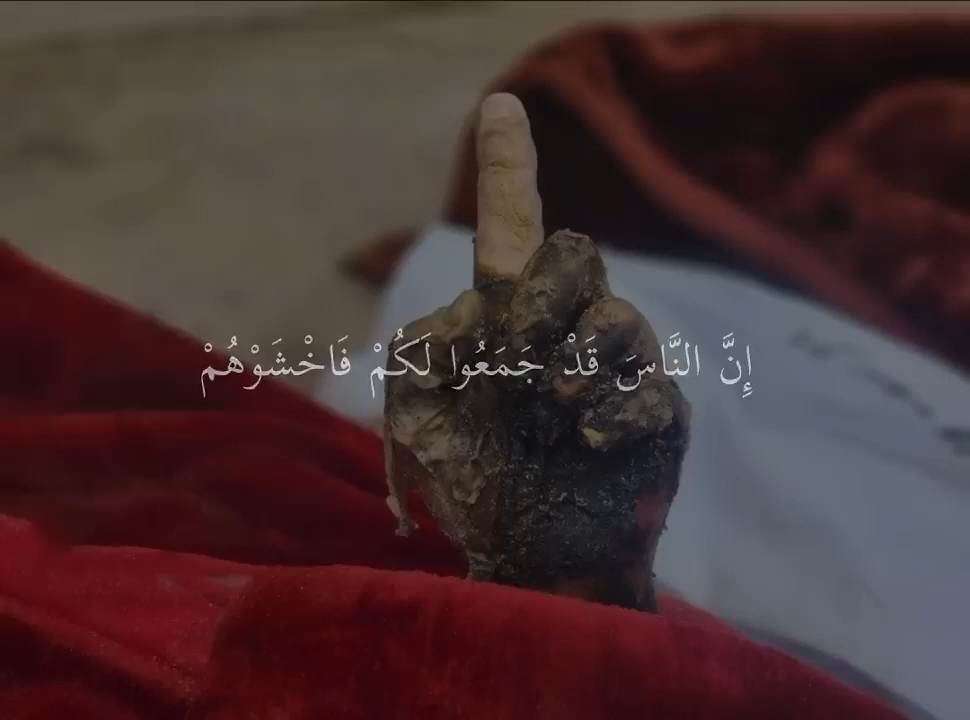 إِنَّ النَّاسَ قَدْ جَمَعُوا لَكُمْ فَاخْشَوْهُمْ